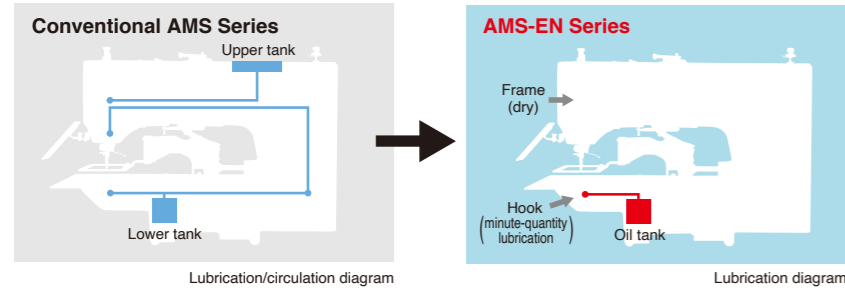 Conventional AMS Series
Upper tank
Lower tank
Lubrication/circulation diagram
AMS-EN Series
Frame
(dry)
Hook
(minute-quantity
lubrication)
Oil tank
Lubrication diagram